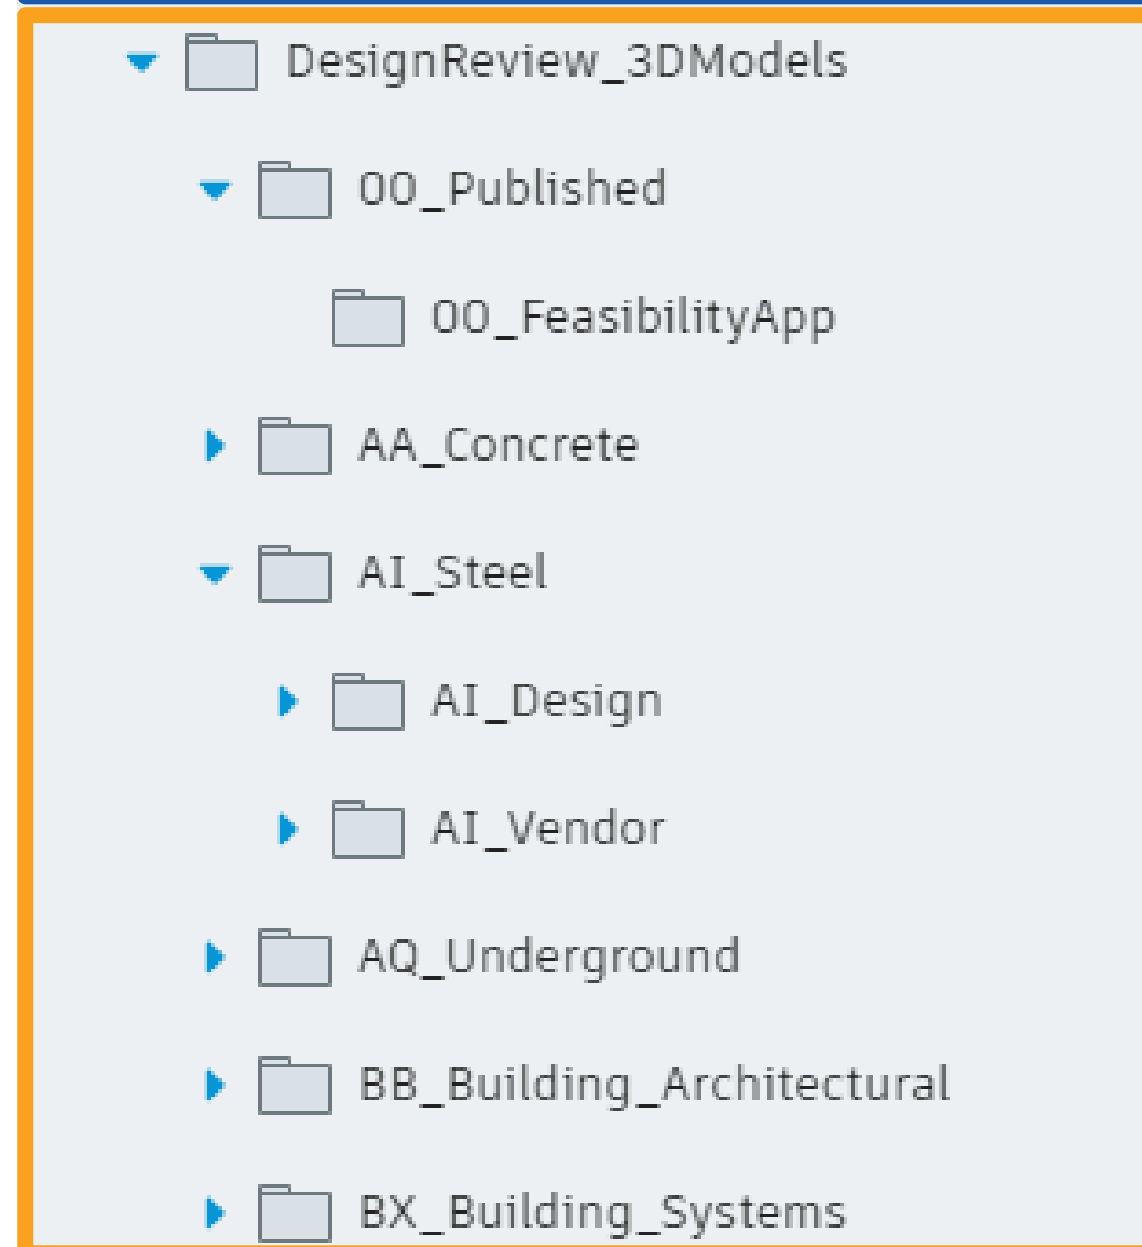 DesignReview_3DModels
00_Published
00_FeasibilityApp
AA_Concrete
AI_Steel
AI_Design
AI_Vendor
AQ_Underground
BB_Building_Architectural
BX_Building_Systems